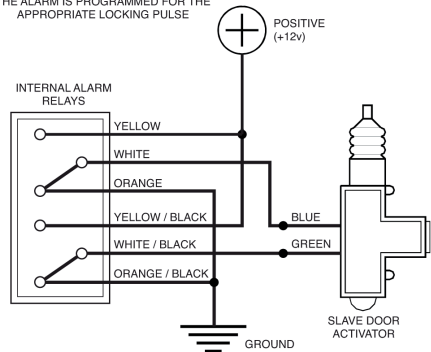 THE ALARM IS PROGRAMMED FOR THE
APPROPRIATE LOCKING PULSE
POSITIVE
(+12v)
INTERNAL ALARM
RELAYS
YELLOW
WHITE
ORANGE
YELLOW / BLACK
BLUE
WHITE / BLACK
GREEN
ORANGE / BLACK
SLAVE DOOR
ACTIVATOR
GROUND